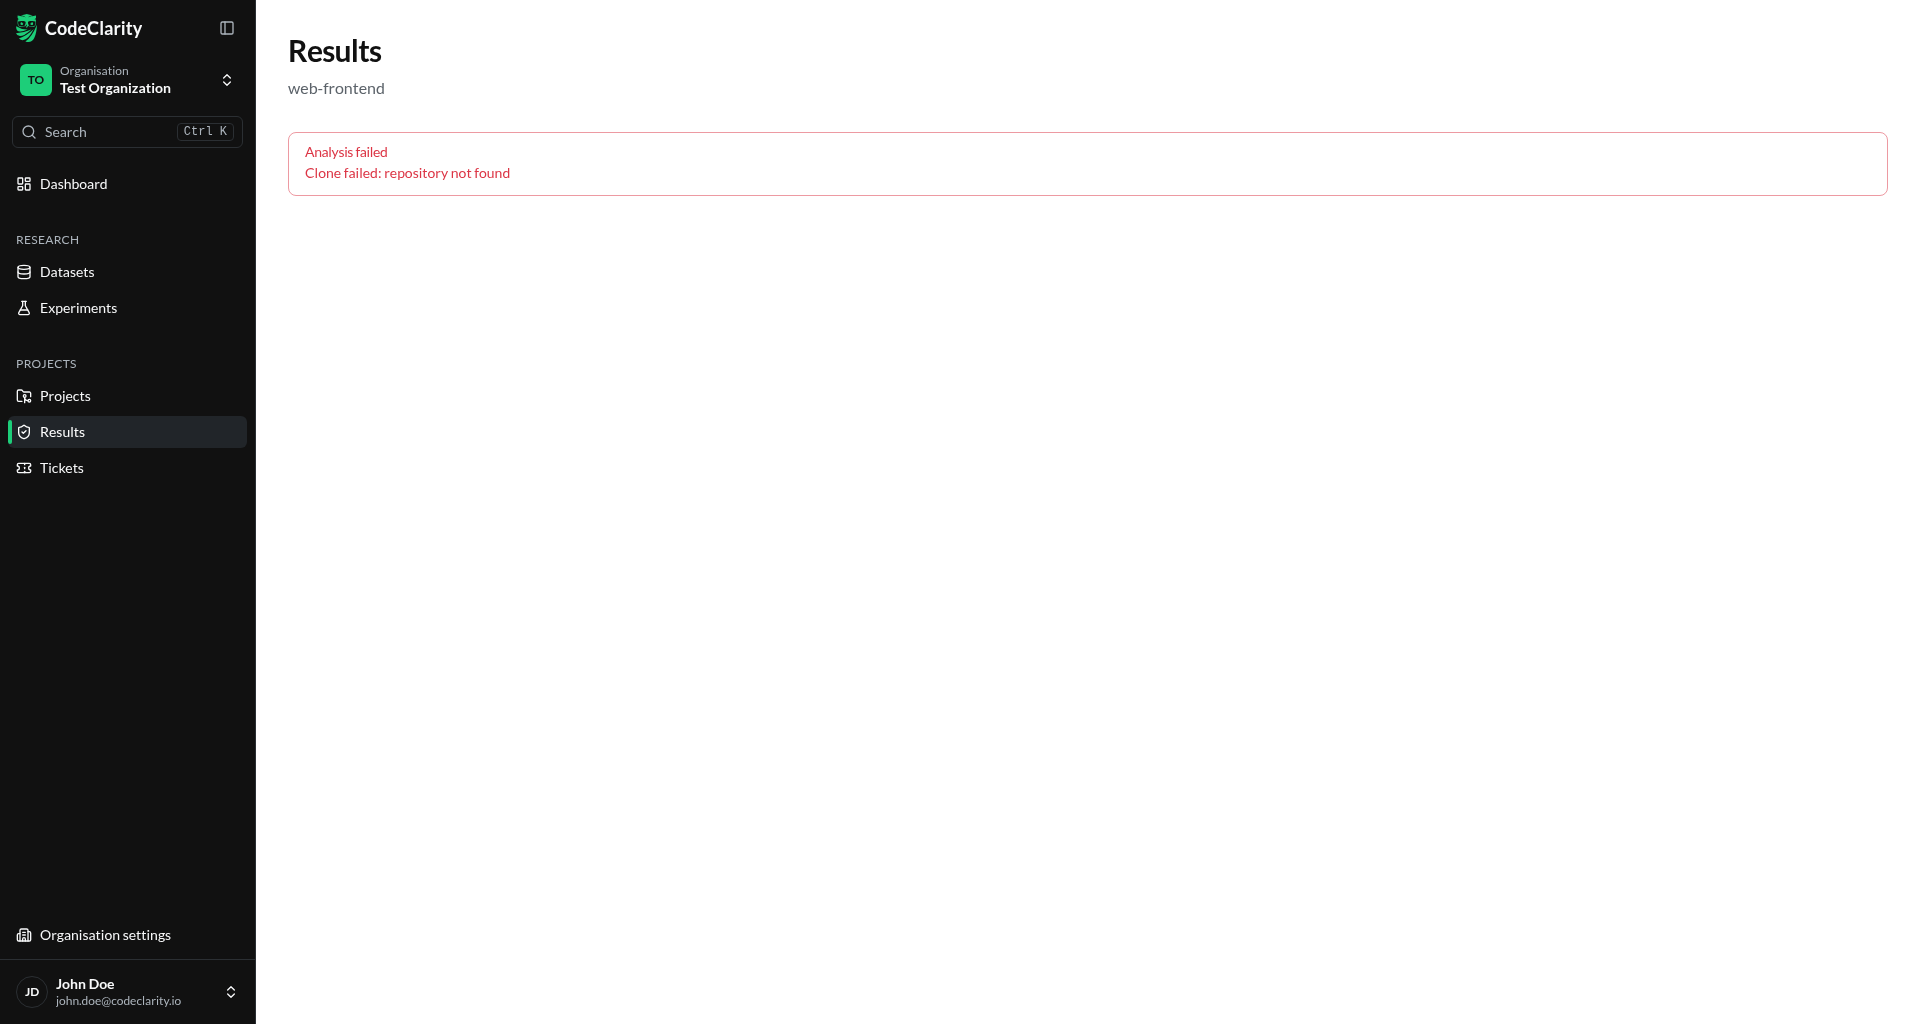 CodeClarity
TO
Organisation
Test Organization
Search
Ctrl K
Dashboard
RESEARCH
Datasets
Experiments
PROJECTS
Projects
Results
Tickets
Organisation settings
JD
John Doe
john.doe@codeclarity.io
Results
web-frontend
Analysis failed
Clone failed: repository not found